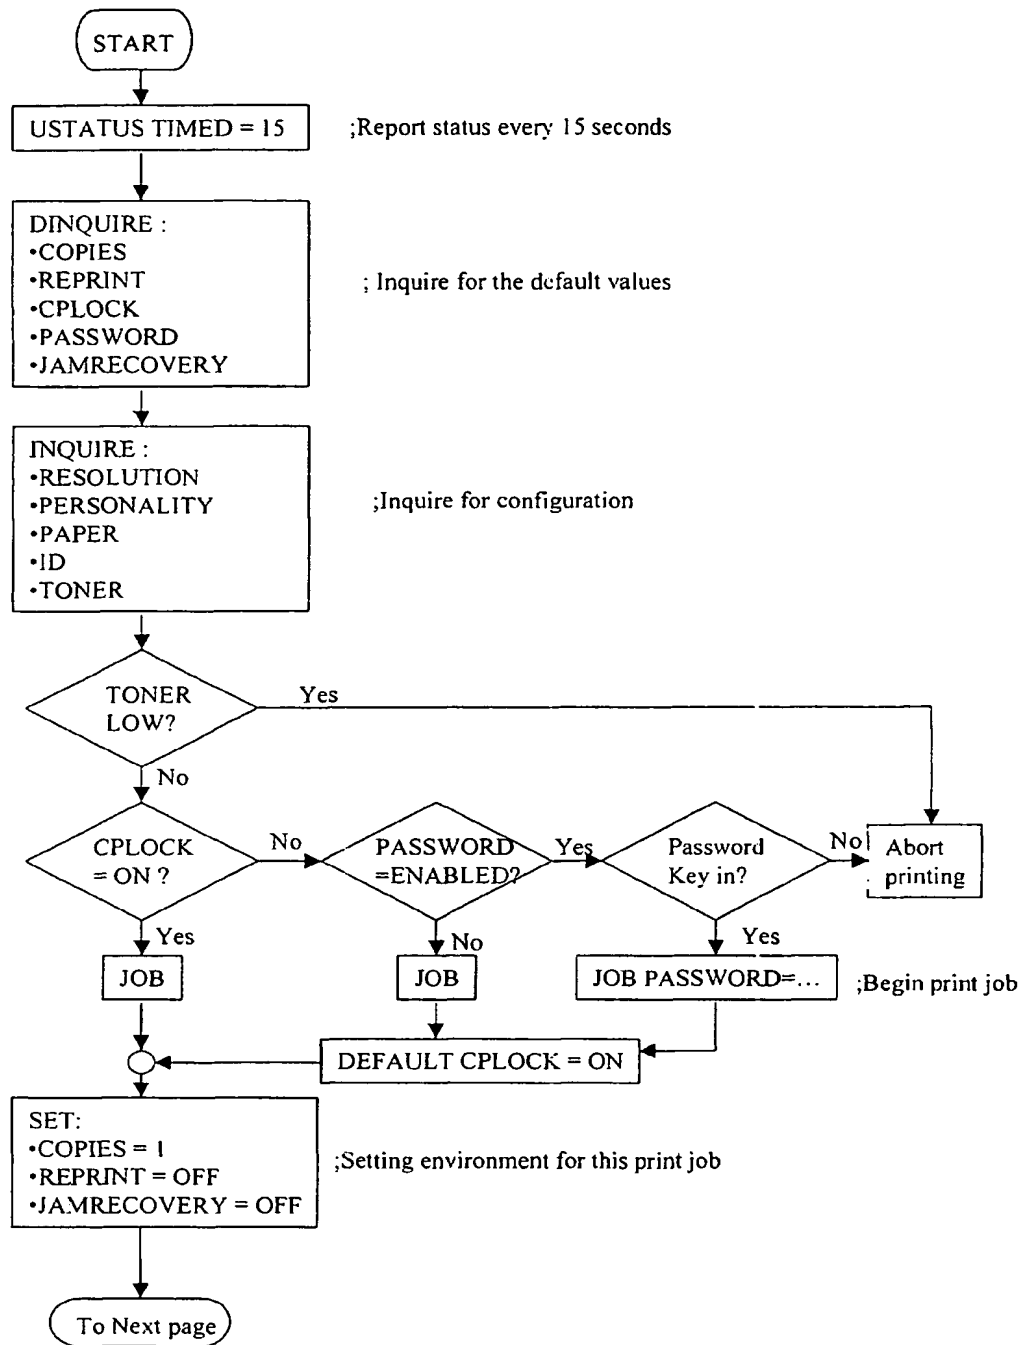 START
USTATUS TIMED = 15
;Report status every 15 seconds
DINQUIRE :
•COPIES
•REPRINT
•CPLOCK
•PASSWORD
•JAMRECOVERY
; Inquire for the default values
INQUIRE :
•RESOLUTION
•PERSONALITY
•PAPER
•ID
•TONER
;Inquire for configuration
TONER
LOW?
Yes
No
CPLOCK
= ON ?
No
PASSWORD
=ENABLED?
Yes
Password
Key in?
No
Abort
printing
Yes
No
Yes
JOB
JOB
JOB PASSWORD=...
;Begin print job
DEFAULT CPLOCK = ON
SET:
•COPIES = 1
•REPRINT = OFF
•JAMRECOVERY = OFF
;Setting environment for this print job
To Next page